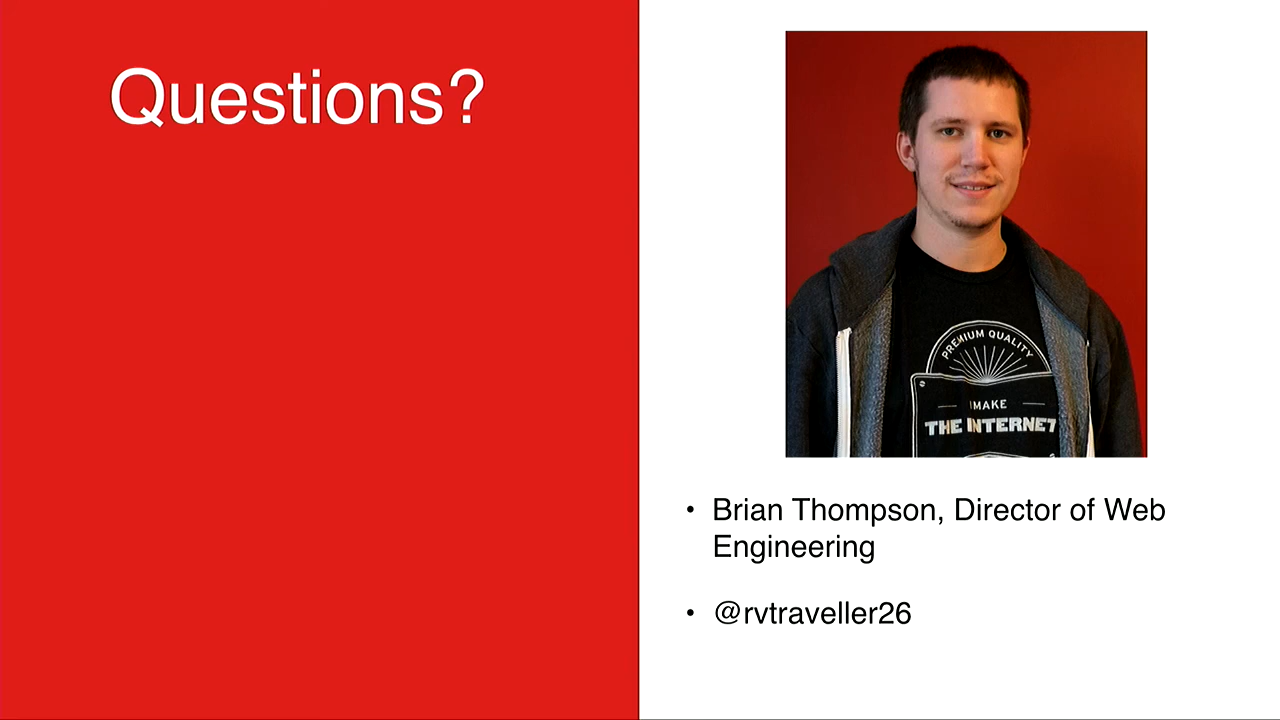 Questions?
PREMIUM QUALITY
I MAKE
THE INTERNET
• Brian Thompson, Director of Web
Engineering
• @rvtraveller26